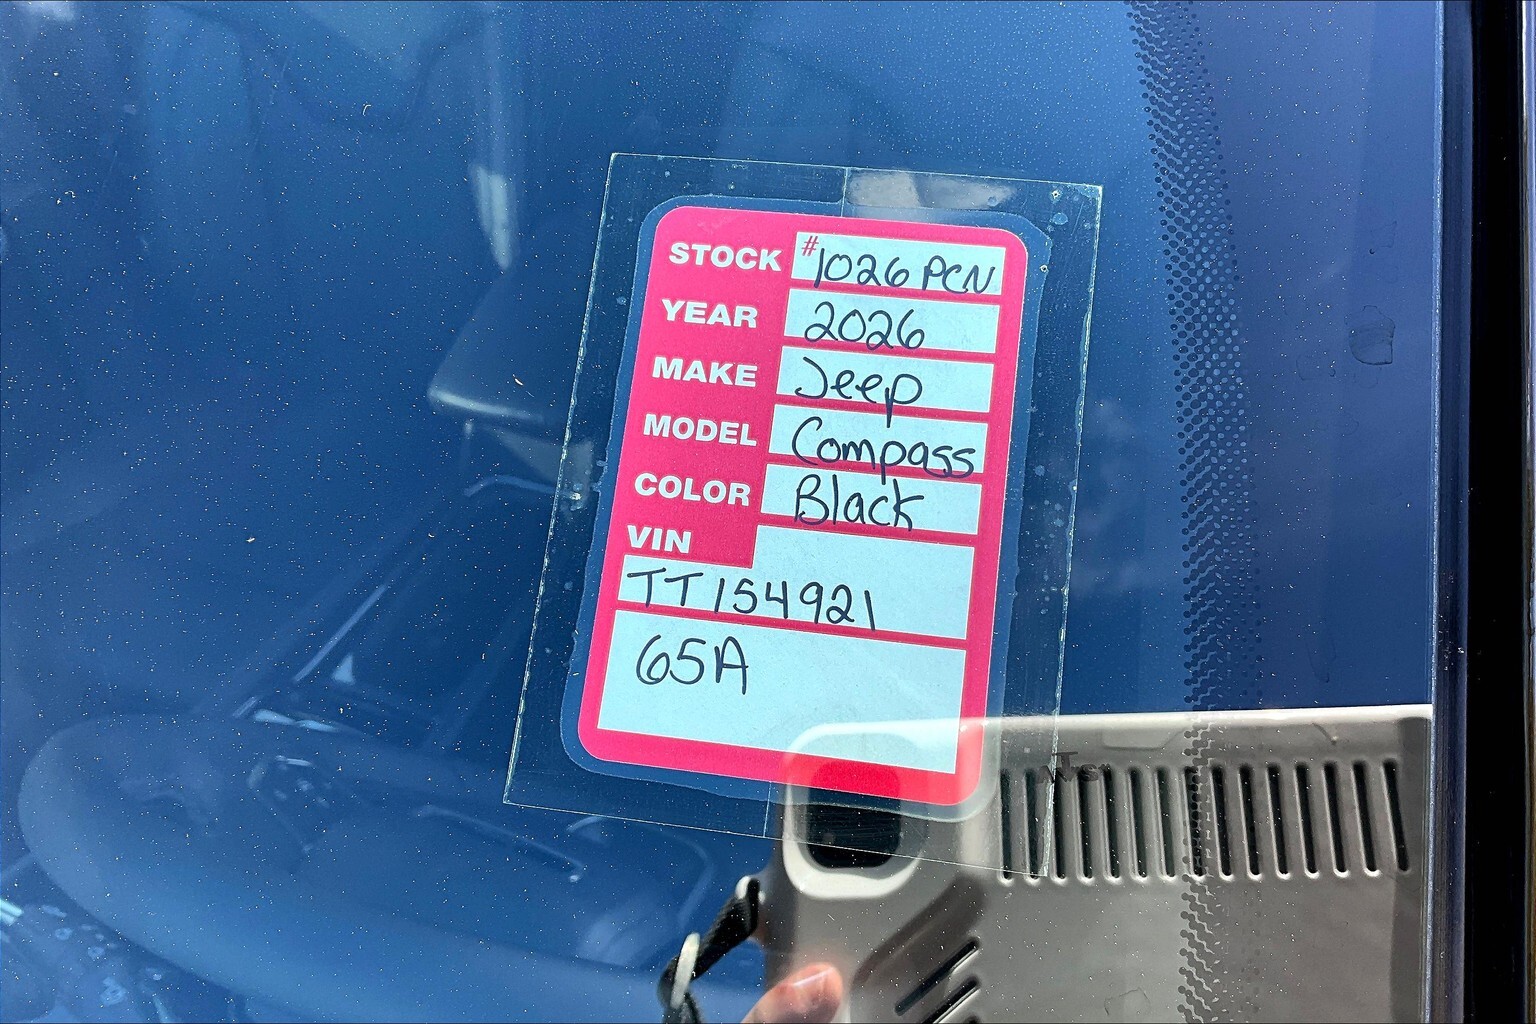 STOCK #1026 PCN
YEAR 2026
MAKE Jeep
MODEL Compass
COLOR Black
VIN
TT154921
65A